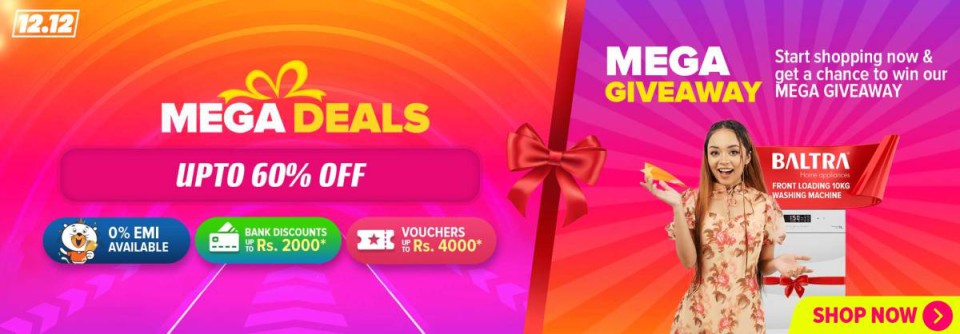 12.12
MEGA DEALS
UPTO 60% OFF
0% EMI
AVAILABLE
BANK DISCOUNTS
UP TO Rs. 2000*
VOUCHERS
UP TO Rs. 4000*
MEGA
GIVEAWAY
Start shopping now &
get a chance to win our
MEGA GIVEAWAY
BALTRA
Home appliances
FRONT LOADING 10KG
WASHING MACHINE
SHOP NOW